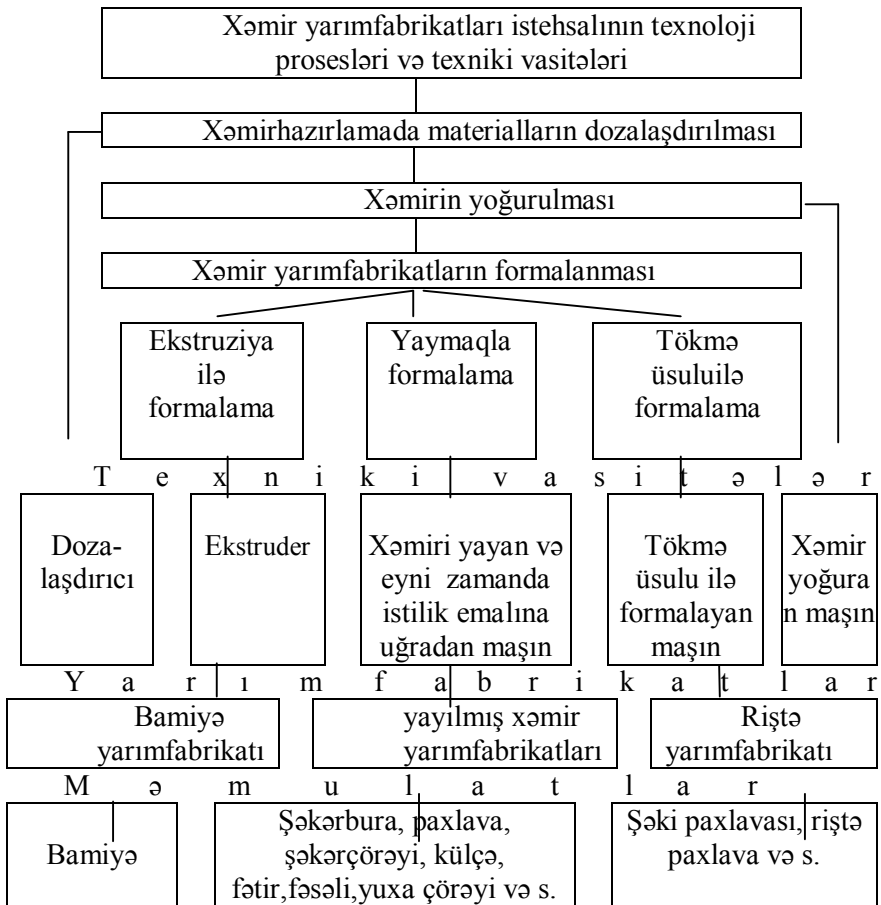 Xəmir yarımfabrikatları istehsalının texnoloji
prosesləri və texniki vasitələri
Xəmirhazırlamada materialların dozalaşdırılması
Xəmirin yoğurulması
Xəmir yarımfabrikatların formalanması
Ekstruziya
ilə
formalama
Yaymaqla
formalama
Tökmə
üsuluilə
formalama
T e x n i k i v a s i t ə l ə r
Doza-
laşdırıcı
Ekstruder
Xəmiri yayan və
eyni zamanda
istilik emalına
uğradan maşın
Tökmə
üsulu ilə
formalayan
maşın
Xəmir
yoğura
n maşın
Y a r ı m f a b r i k a t l a r
Bamiyə
yarımfabrikatı
yayılmış xəmir
yarımfabrikatları
Riştə
yarımfabrikatı
M ə m u l a t l a r
Bamiyə
Şəkərbura, paxlava,
şəkərçörəyi, külçə,
fətir,fəsəli,yuxa çörəyi və s.
Şəki paxlavası, riştə
paxlava və s.